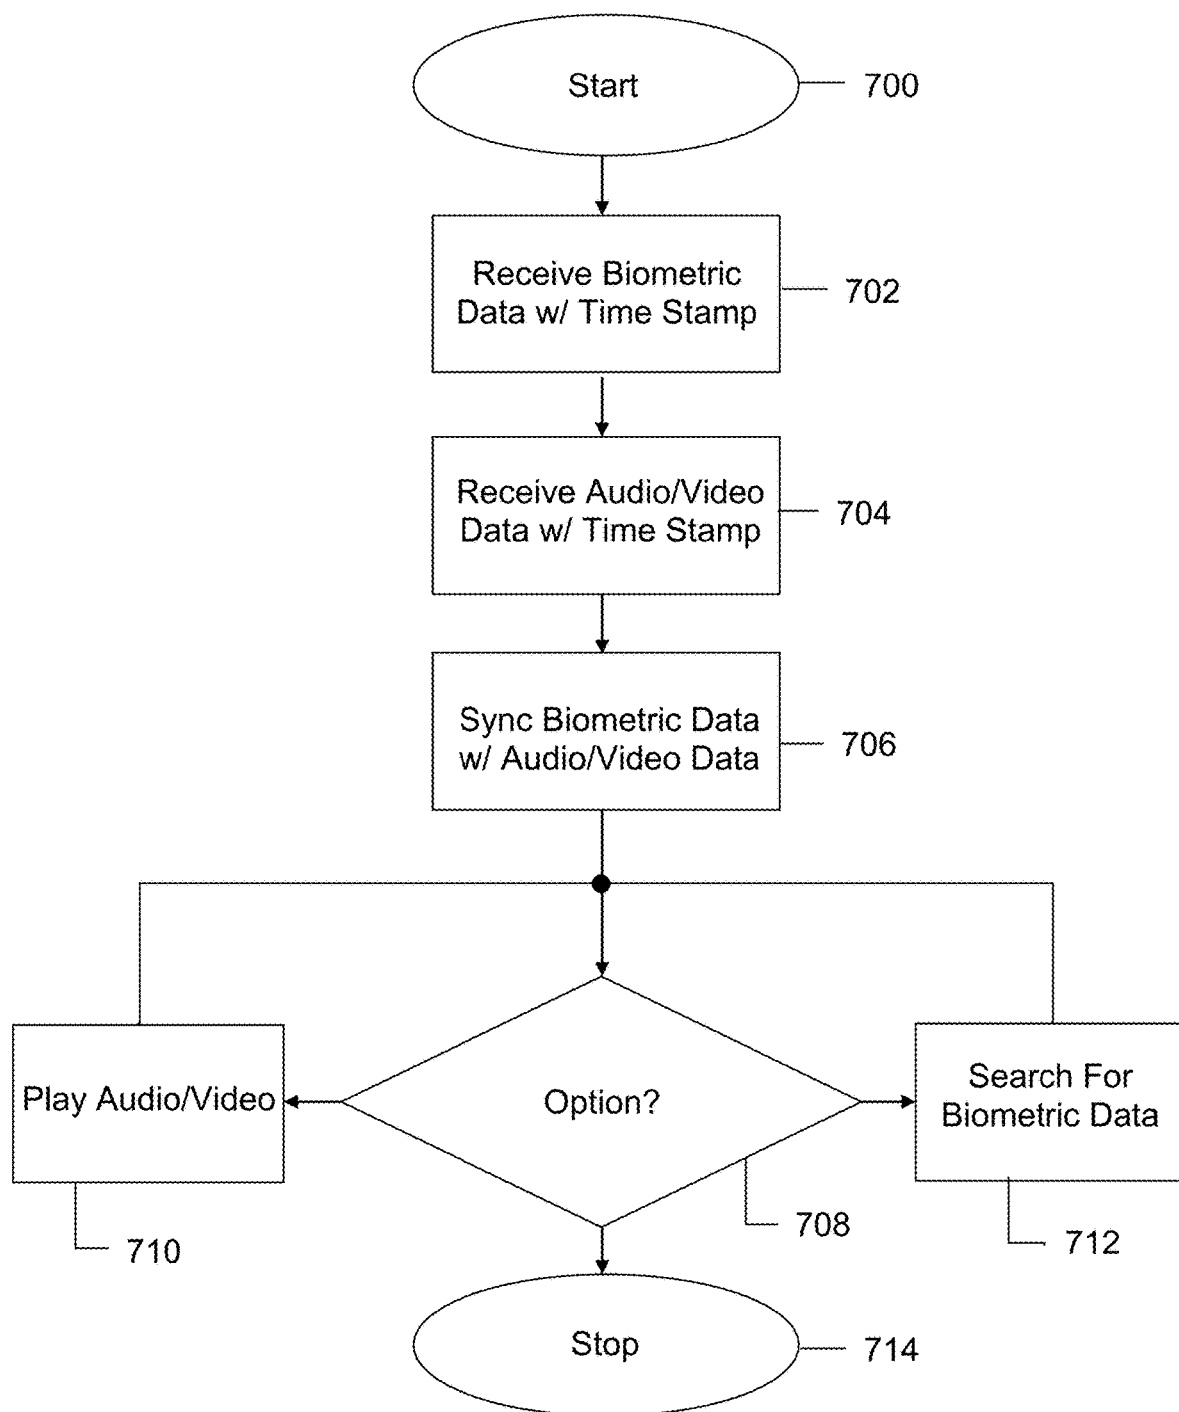 Start
700
Receive Biometric
Data w/ Time Stamp
702
Receive Audio/Video
Data w/ Time Stamp
704
Sync Biometric Data
w/ Audio/Video Data
706
Play Audio/Video
710
Option?
708
Search For
Biometric Data
712
Stop
714